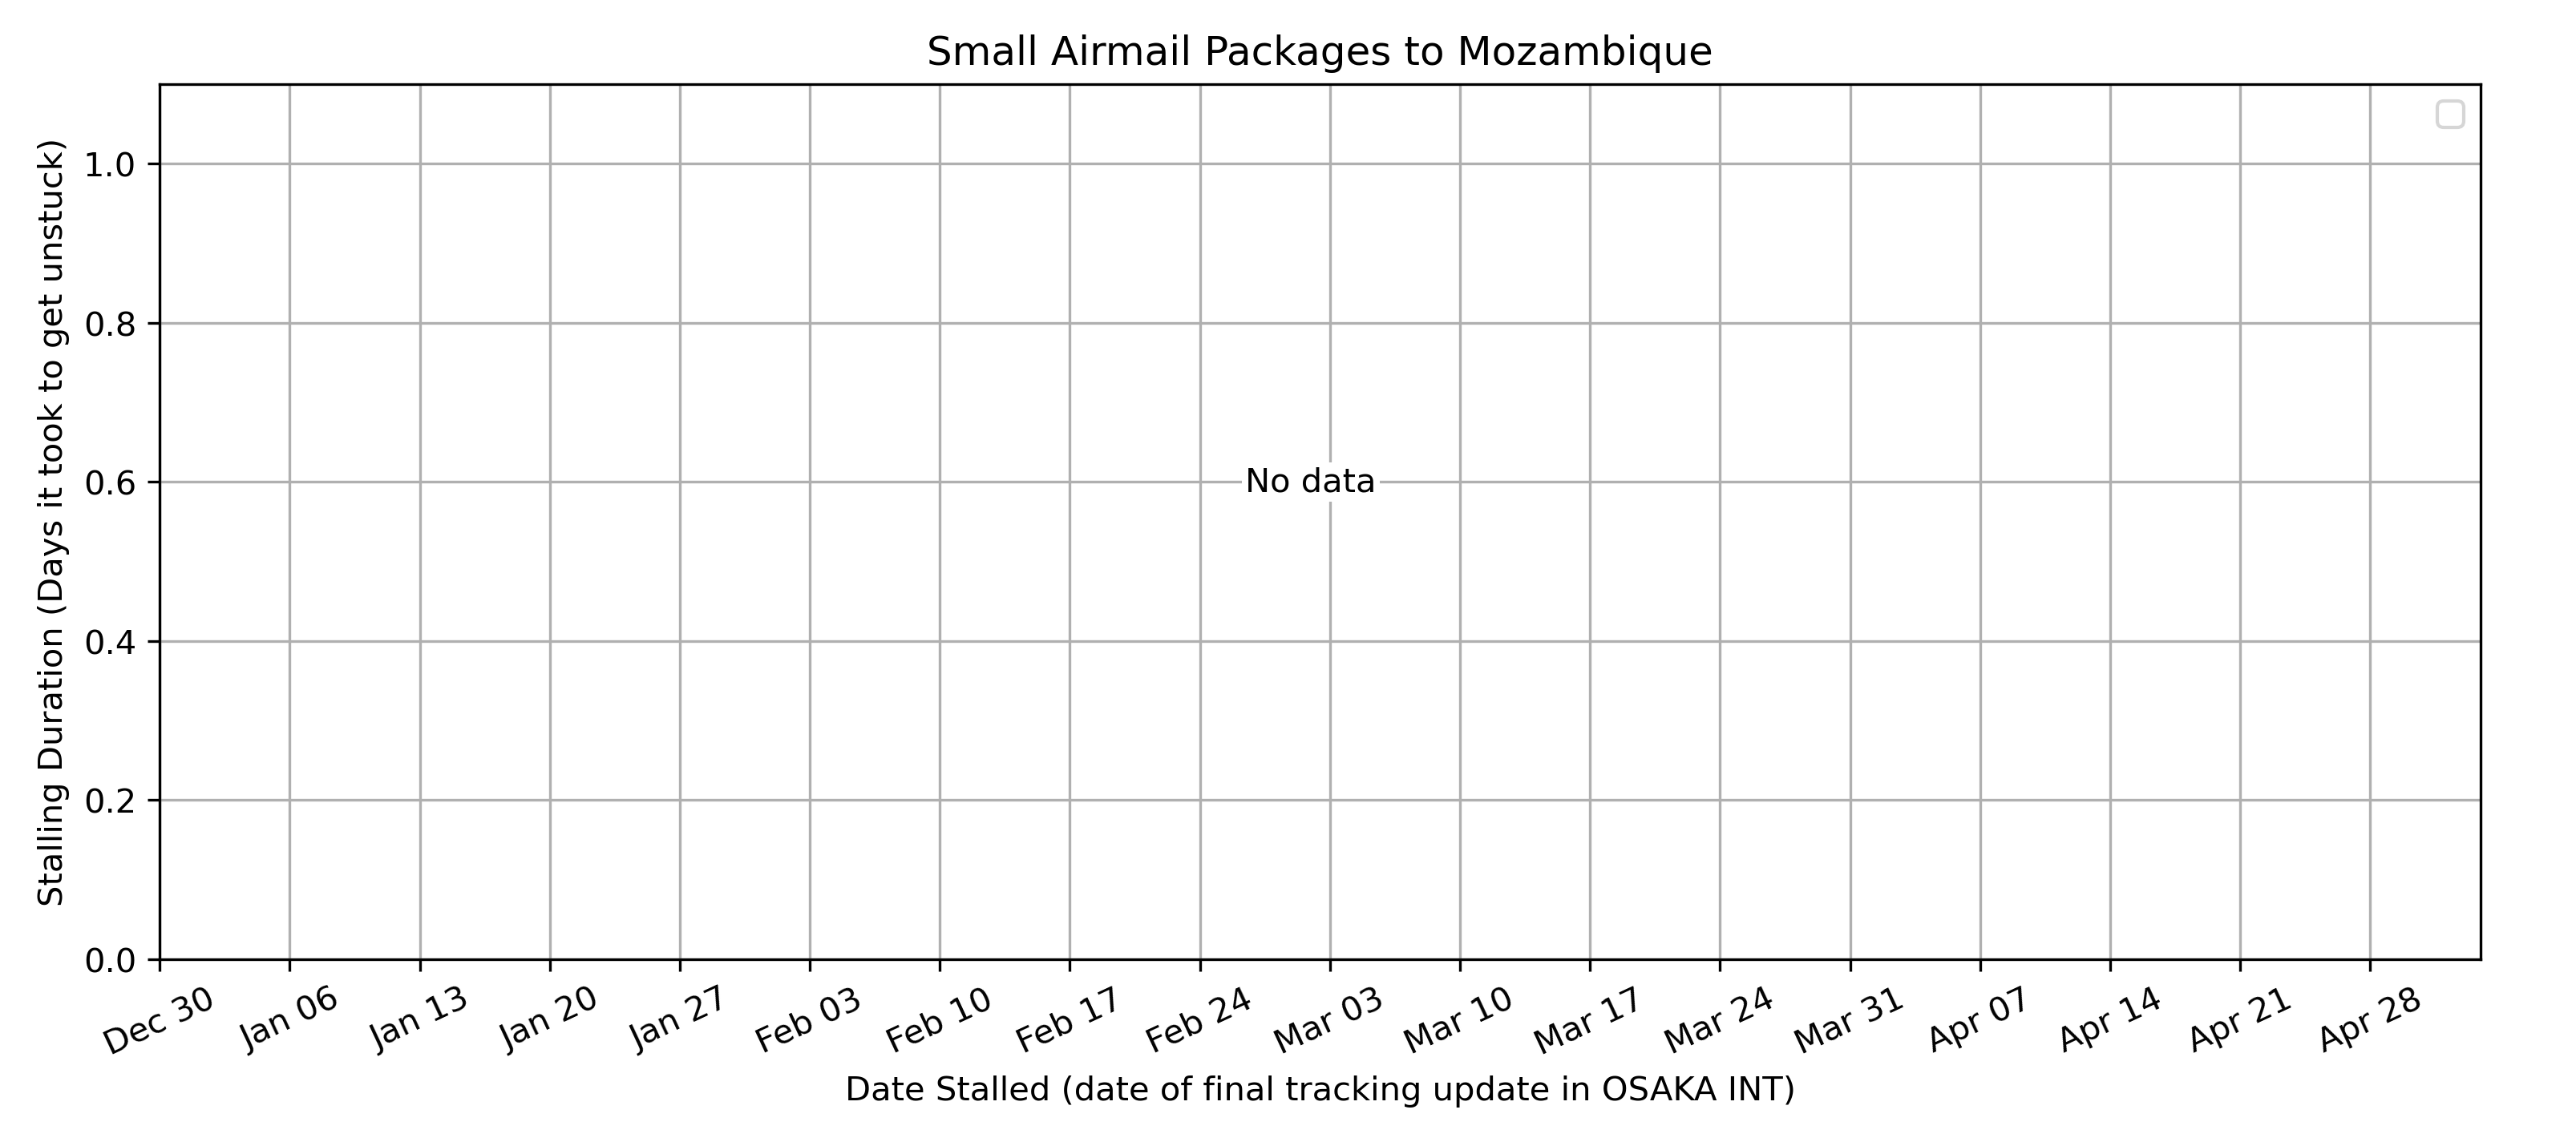 Small Airmail Packages to Mozambique
Stalling Duration (Days it took to get unstuck)
1.0
0.8
0.6
0.4
0.2
0.0
No data
Dec 30
Jan 06
Jan 13
Jan 20
Jan 27
Feb 03
Feb 10
Feb 17
Feb 24
Mar 03
Mar 10
Mar 17
Mar 24
Mar 31
Apr 07
Apr 14
Apr 21
Apr 28
Date Stalled (date of final tracking update in OSAKA INT)